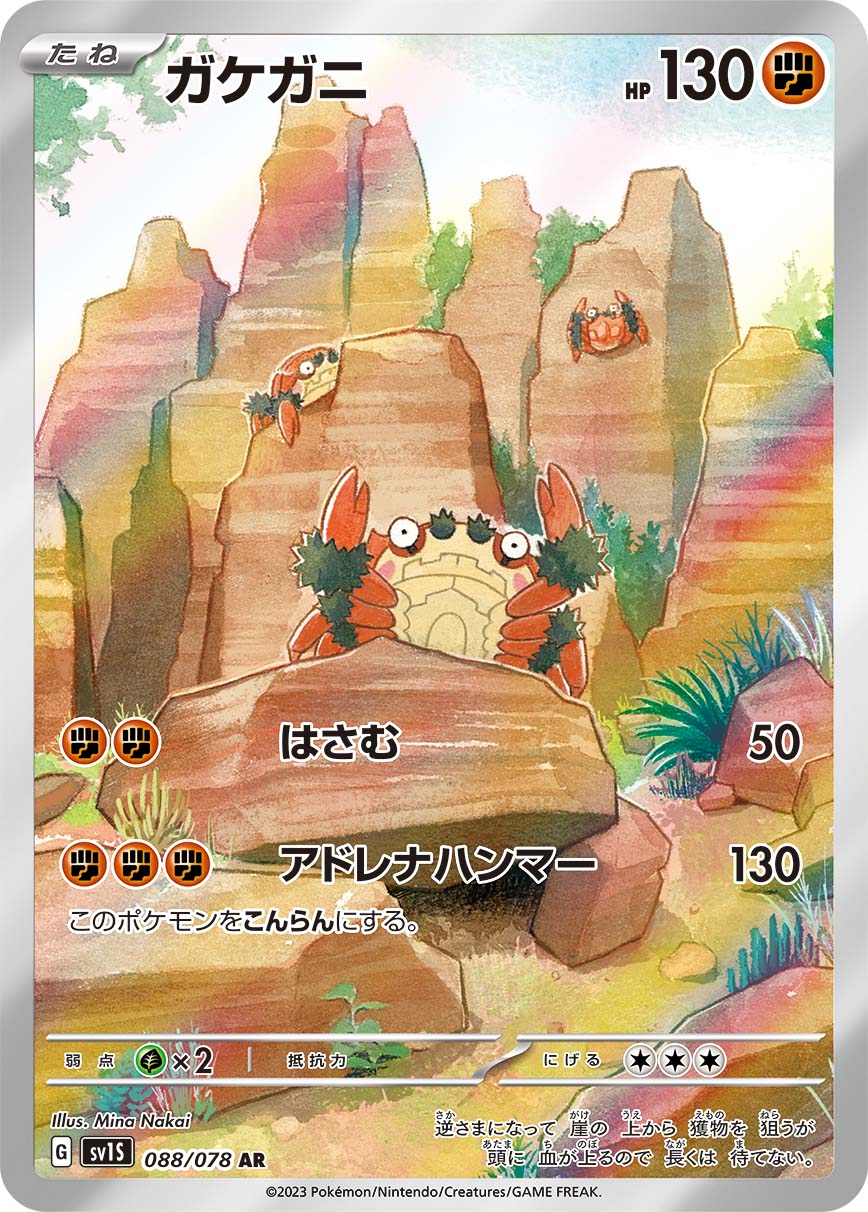 たね
ガケガニ
HP 130
はさむ 50
アドレナハンマー 130
このポケモンをこんらんにする。
弱点 ×2 抵抗力 にげる
Illus. Mina Nakai
逆さまになって 崖の 上から 獲物を 狙うが
頭に 血が上るので 長くは 待てない。
G sv1S 088/078 AR
©2023 Pokémon/Nintendo/Creatures/GAME FREAK.